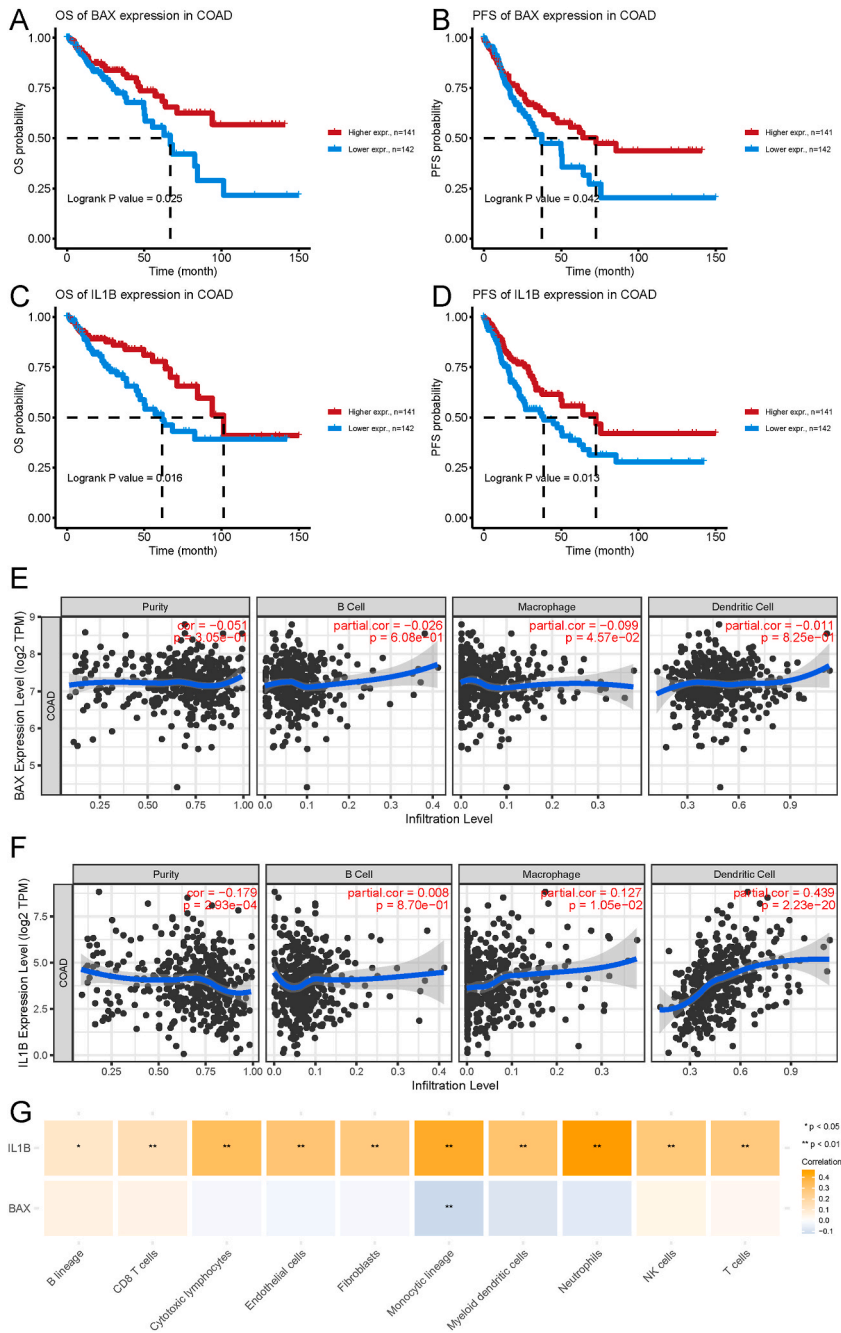 A
OS of BAX expression in COAD
OS probability
1.00
0.75
0.50
0.25
0.00
Logrank P value = 0.025
0
50
100
150
Time (month)
Higher expr., n=141
Lower expr., n=142
B
PFS of BAX expression in COAD
PFS probability
1.00
0.75
0.50
0.25
0.00
Logrank P value = 0.042
0
50
100
150
Time (month)
Higher expr., n=141
Lower expr., n=142
C
OS of IL1B expression in COAD
OS probability
1.00
0.75
0.50
0.25
0.00
Logrank P value = 0.016
0
50
100
150
Time (month)
Higher expr., n=141
Lower expr., n=142
D
PFS of IL1B expression in COAD
PFS probability
1.00
0.75
0.50
0.25
0.00
Logrank P value = 0.013
0
50
100
150
Time (month)
Higher expr., n=141
Lower expr., n=142
E
Purity
B Cell
Macrophage
Dendritic Cell
BAX Expression Level (log2 TPM)
COAD
9
8
7
6
5
cor = −0.051
p = 3.05e−01
partial.cor = −0.026
p = 6.08e−01
partial.cor = −0.099
p = 4.57e−02
partial.cor = −0.011
p = 8.25e−01
0.25 0.50 0.75 1.00
0.0 0.1 0.2 0.3 0.4
0.0 0.1 0.2 0.3
0.3 0.6 0.9
Infiltration Level
F
Purity
B Cell
Macrophage
Dendritic Cell
IL1B Expression Level (log2 TPM)
COAD
7.5
5.0
2.5
0.0
cor = −0.179
p = 2.93e−04
partial.cor = 0.008
p = 8.70e−01
partial.cor = 0.127
p = 1.05e−02
partial.cor = 0.439
p = 2.23e−20
0.25 0.50 0.75 1.00
0.0 0.1 0.2 0.3 0.4
0.0 0.1 0.2 0.3
0.3 0.6 0.9
Infiltration Level
G
IL1B
* ** ** ** ** ** ** ** ** **
BAX
**
B lineage
CD8 T cells
Cytotoxic lymphocytes
Endothelial cells
Fibroblasts
Monocytic lineage
Myeloid dendritic cells
Neutrophils
NK cells
T cells
* p < 0.05
** p < 0.01
Correlation
0.4
0.3
0.2
0.1
0.0
−0.1